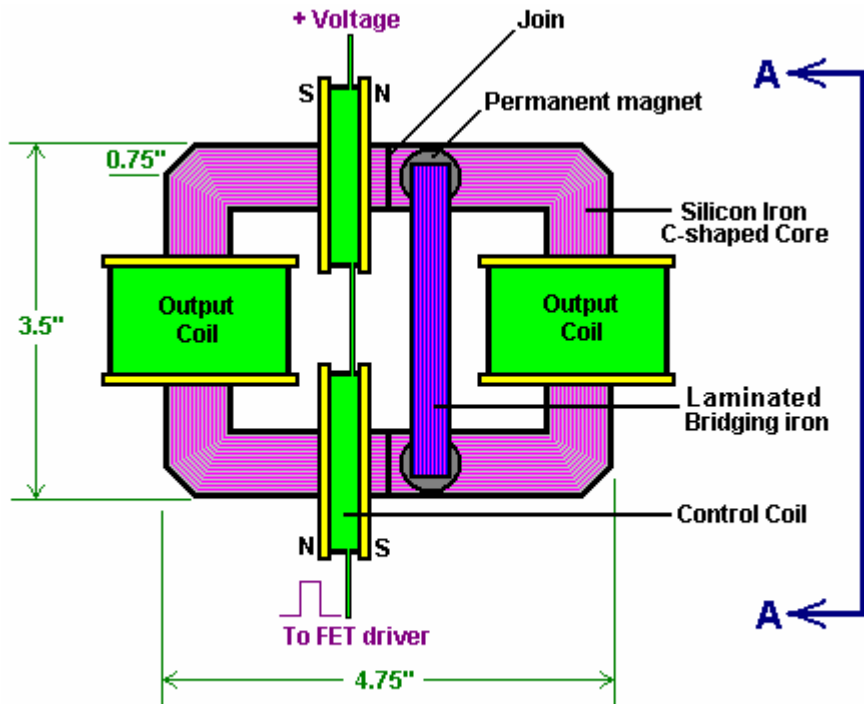 + Voltage
Join
A
S
N
Permanent magnet
0.75"
Silicon Iron
C-shaped Core
Output
Coil
Output
Coil
3.5"
Laminated
Bridging iron
Control Coil
N
S
A
To FET driver
4.75"